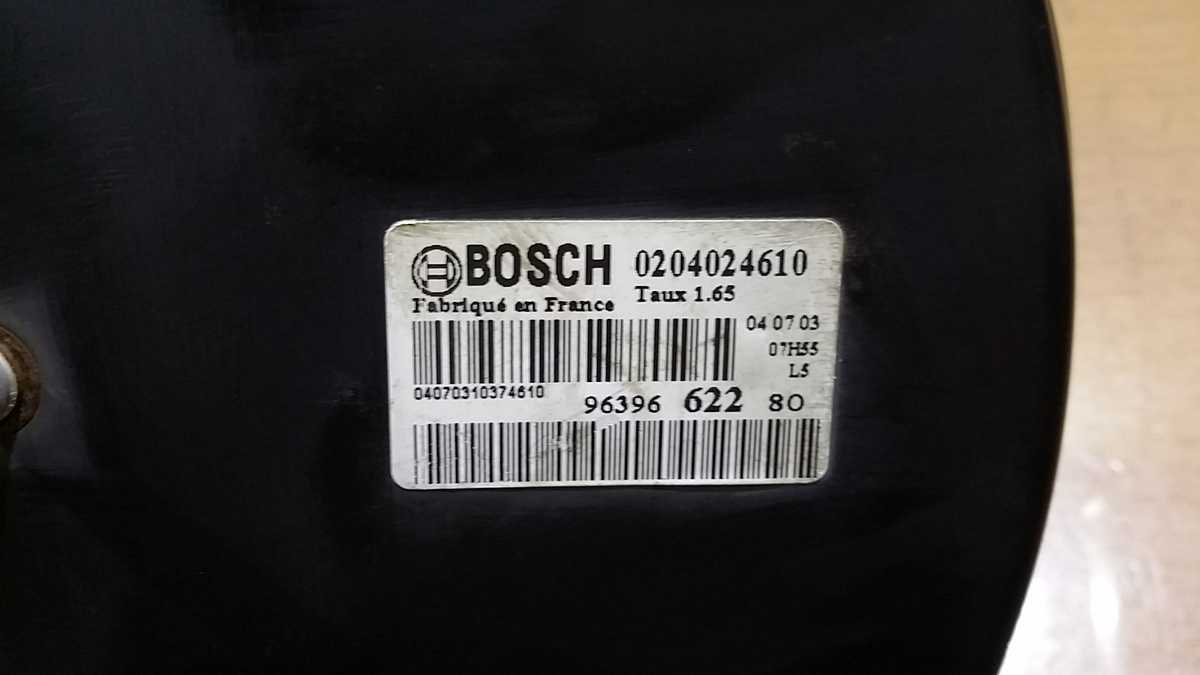 BOSCH 0204024610
Fabriqué en France Taux 1.65
04 07 03
07H55
L5
04070310374610
96396 622 80